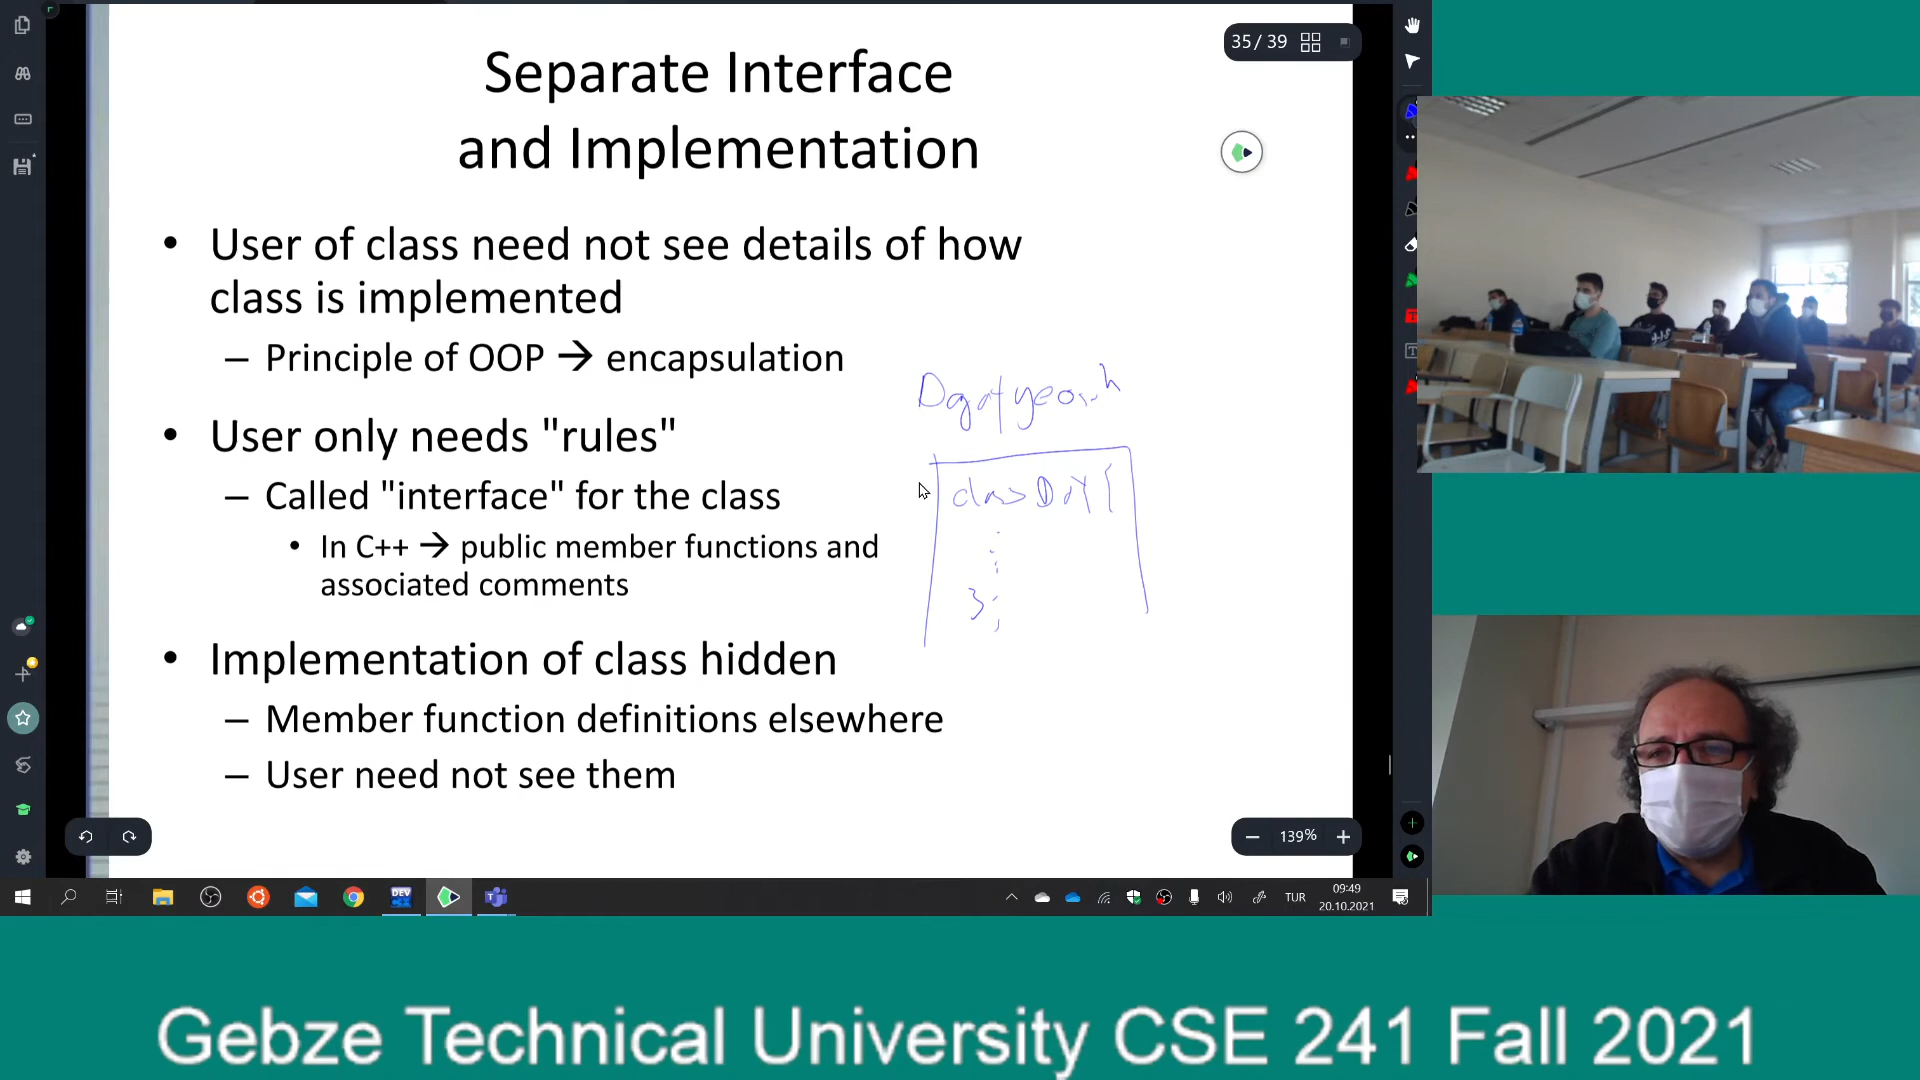 35/39
Separate Interface
and Implementation
• User of class need not see details of how
class is implemented
– Principle of OOP → encapsulation
• User only needs "rules"
– Called "interface" for the class
• In C++ → public member functions and
associated comments
• Implementation of class hidden
– Member function definitions elsewhere
– User need not see them
class DoY {
};
139%
DEV
TUR
09:49
20.10.2021
Gebze Technical University CSE 241 Fall 2021